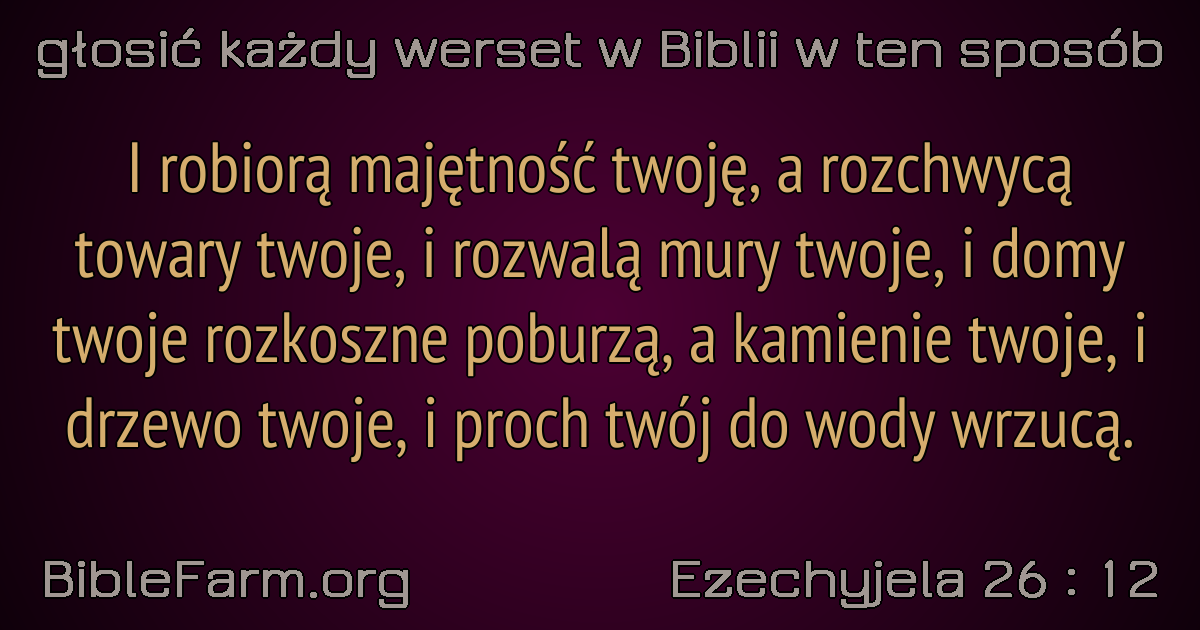 głosić każdy werset w Biblii w ten sposób
I robiorą majętność twoję, a rozchwycą
towary twoje, i rozwalą mury twoje, i domy
twoje rozkoszne poburzą, a kamienie twoje, i
drzewo twoje, i proch twój do wody wrzucą.
BibleFarm.org
Ezechyjela 26 : 12